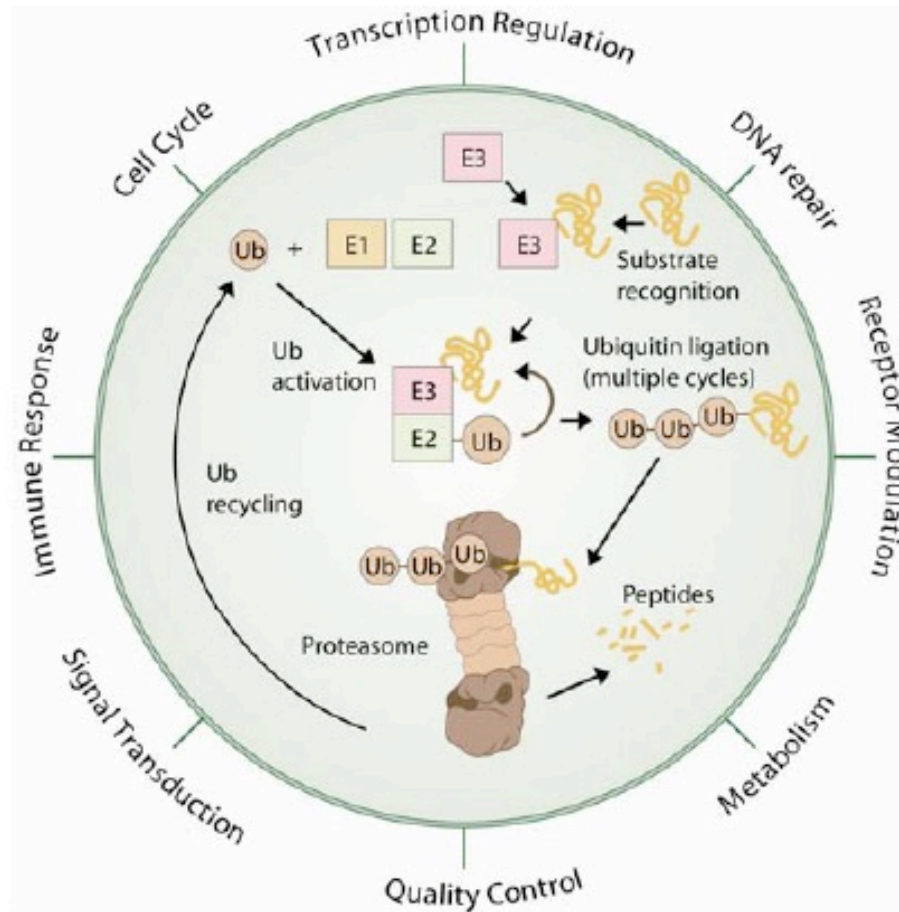 Transcription Regulation
Cell Cycle
DNA repair
E3
Ub + E1 E2
E3
Substrate
recognition
Ub
activation
Ubiquitin ligation
(multiple cycles)
E3
E2 Ub
Ub Ub Ub
Immune Response
Receptor Modulation
Ub
recycling
Ub Ub Ub
Peptides
Proteasome
Signal Transduction
Metabolism
Quality Control